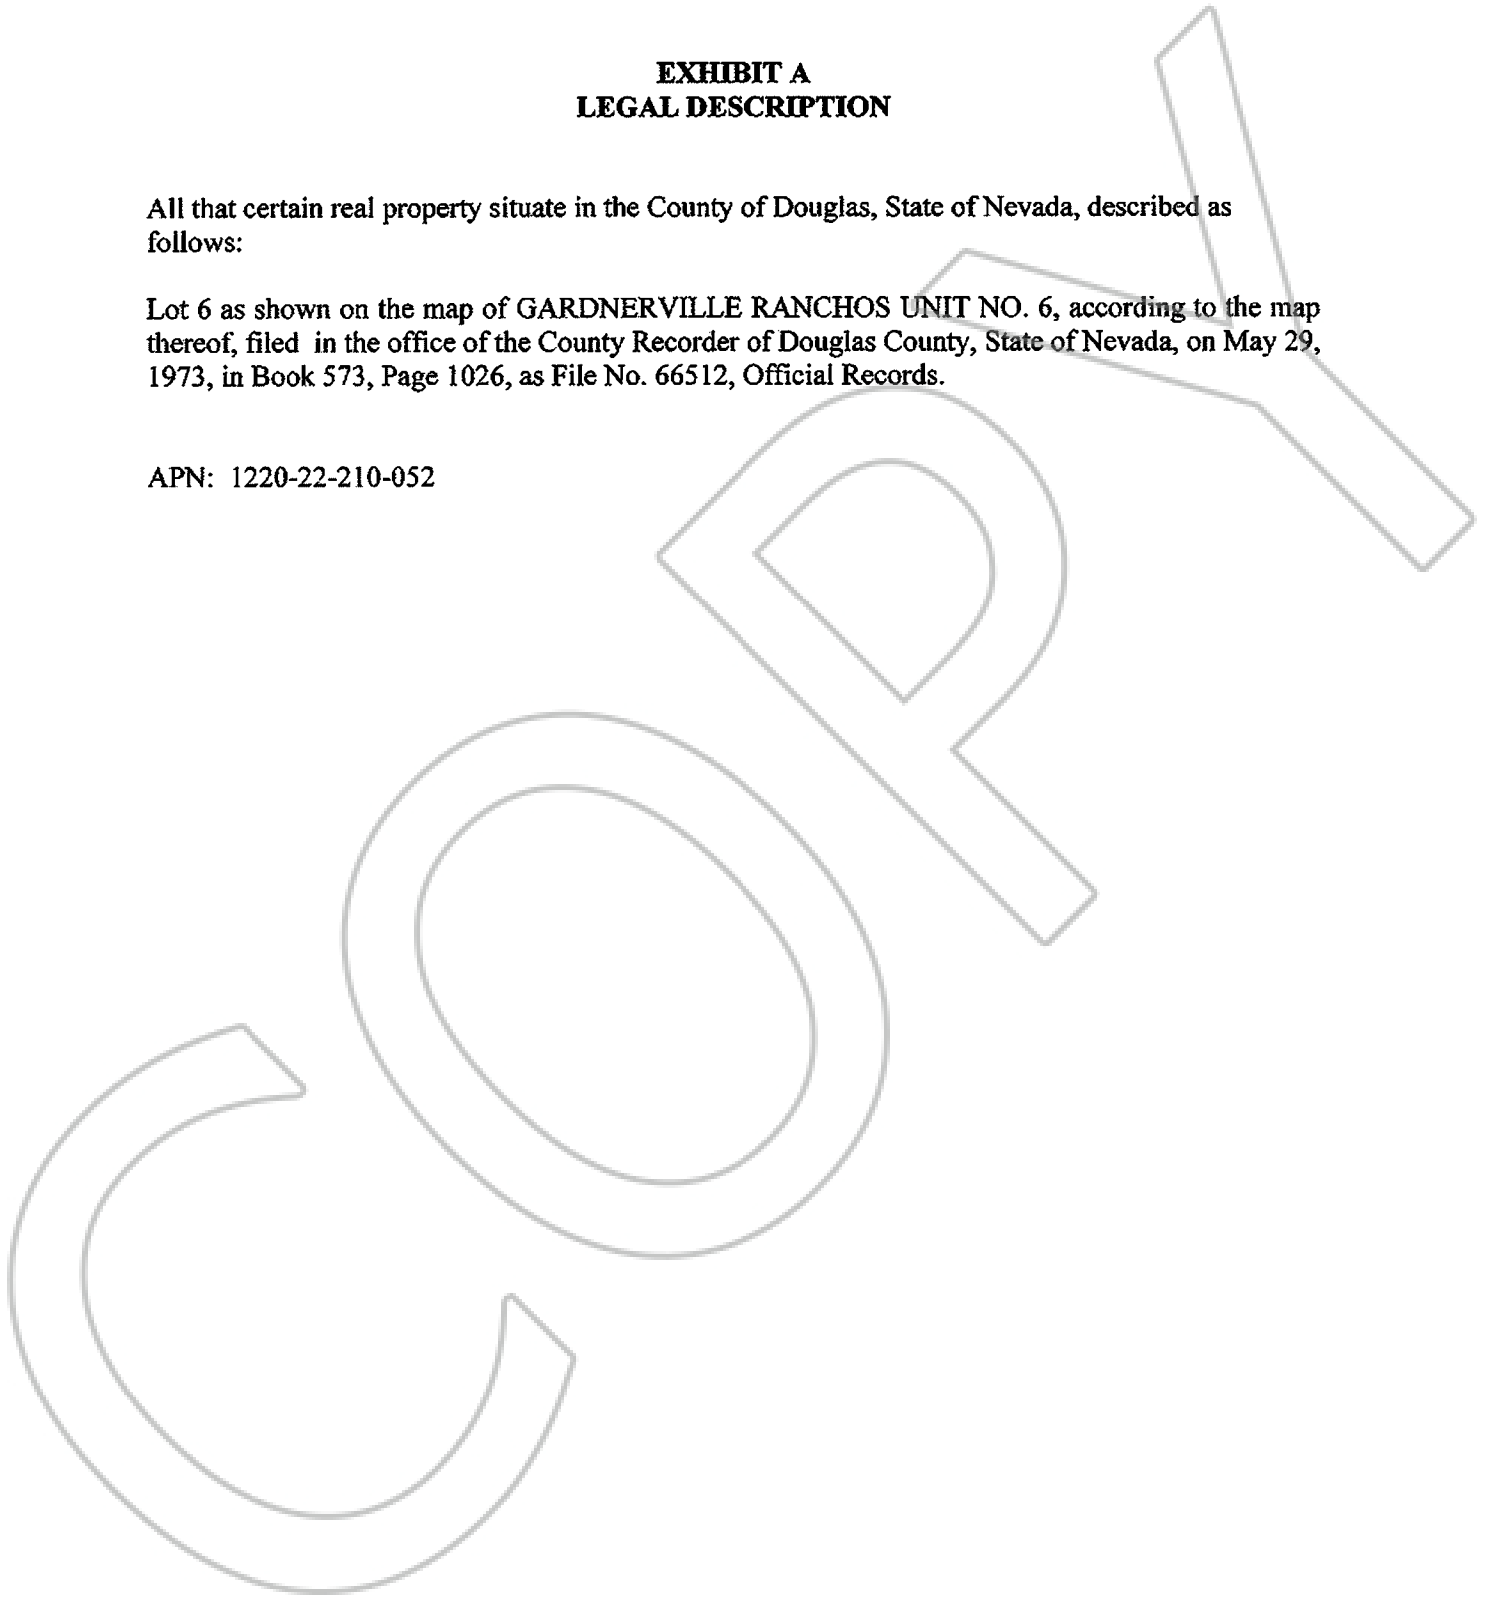 EXHIBIT A
LEGAL DESCRIPTION
All that certain real property situate in the County of Douglas, State of Nevada, described as
follows:
Lot 6 as shown on the map of GARDNERVILLE RANCHOS UNIT NO. 6, according to the map
thereof, filed in the office of the County Recorder of Douglas County, State of Nevada, on May 29,
1973, in Book 573, Page 1026, as File No. 66512, Official Records.
APN: 1220-22-210-052
COPY